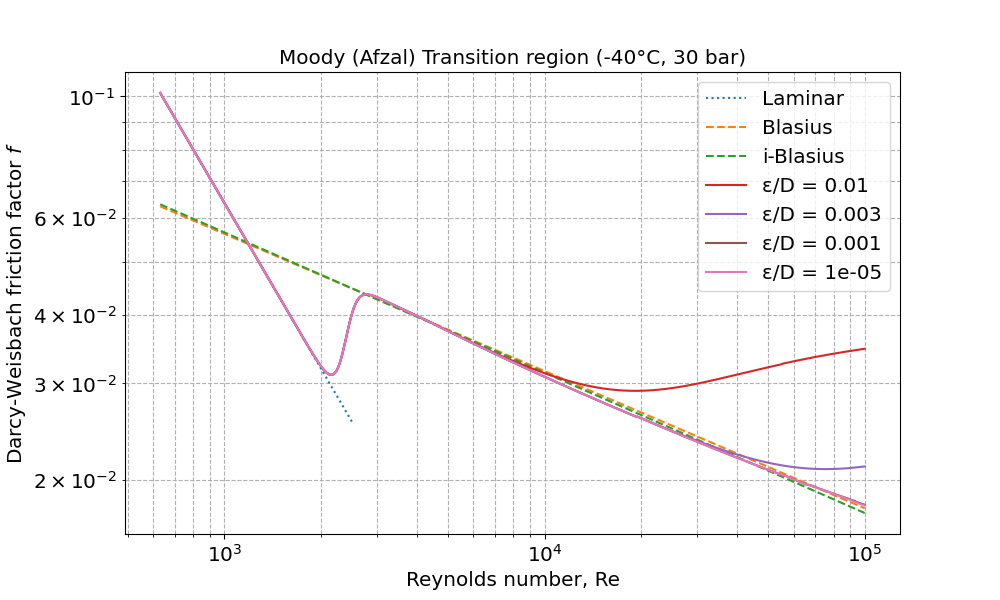 Moody (Afzal) Transition region (-40°C, 30 bar)
Darcy-Weisbach friction factor f
10⁻¹
6 × 10⁻²
4 × 10⁻²
3 × 10⁻²
2 × 10⁻²
Laminar
Blasius
i-Blasius
ε/D = 0.01
ε/D = 0.003
ε/D = 0.001
ε/D = 1e-05
10³
10⁴
10⁵
Reynolds number, Re